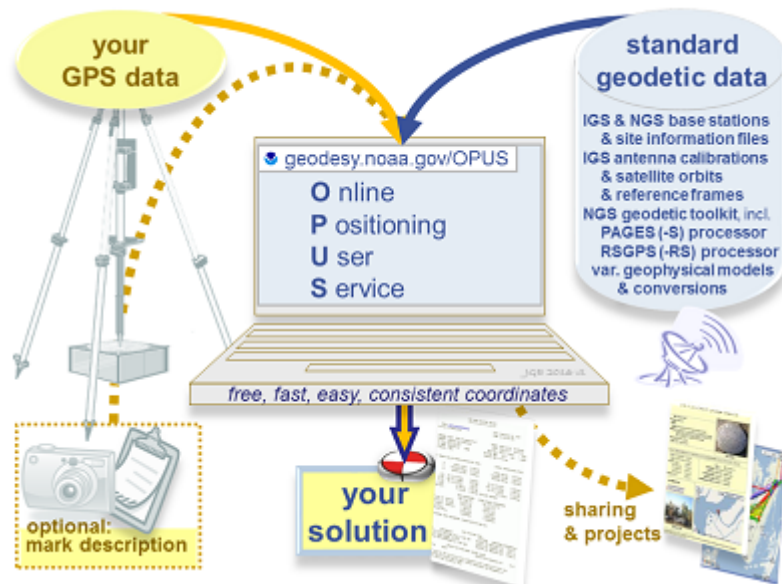 your
GPS data
standard
geodetic data
IGS & NGS base stations
& site information files
IGS antenna calibrations
& satellite orbits
& reference frames
NGS geodetic toolkit, incl.
PAGES (-S) processor
RSGPS (-RS) processor
var. geophysical models
& conversions
geodesy.noaa.gov/OPUS
O nline
P ositioning
U ser
S ervice
free, fast, easy, consistent coordinates
optional:
mark description
your
solution
sharing
& projects